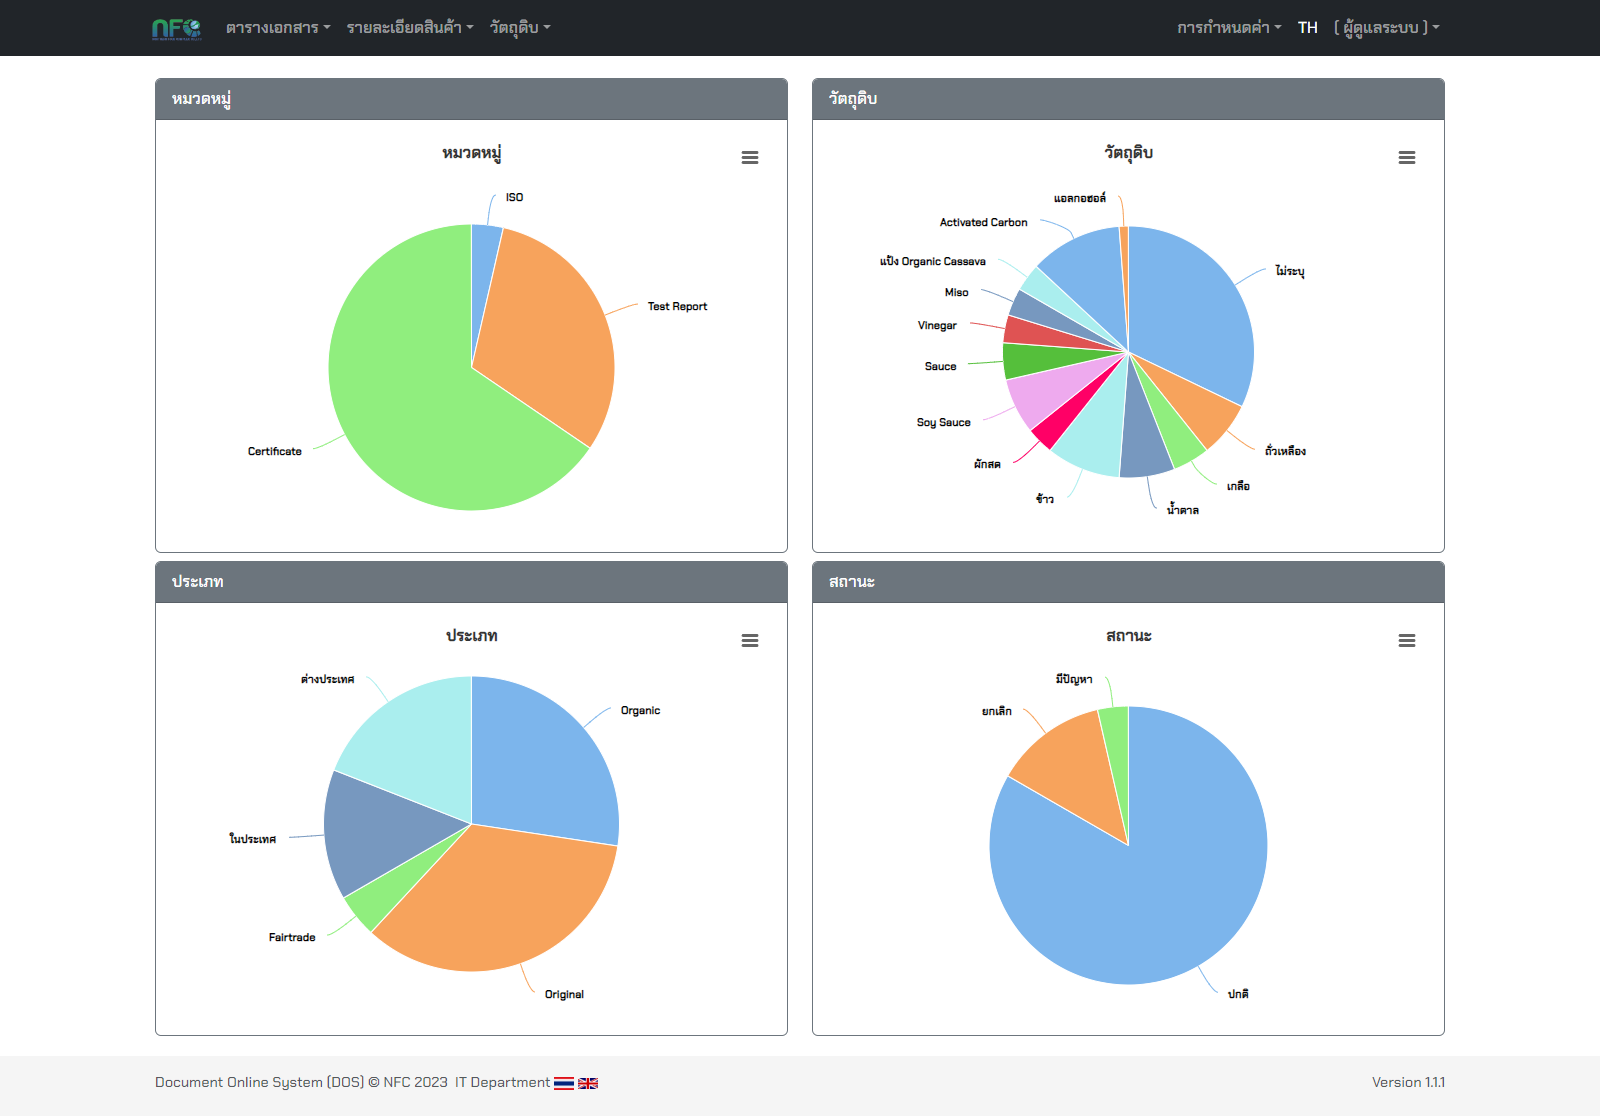 NFC
ตารางเอกสาร รายละเอียดสินค้า วัตถุดิบ
การกำหนดค่า TH ( ผู้ดูแลระบบ )
หมวดหมู่
หมวดหมู่
ISO
Test Report
Certificate
วัตถุดิบ
วัตถุดิบ
แอลกอฮอล์
Activated Carbon
แป้ง Organic Cassava
ไม่ระบุ
Miso
Vinegar
Sauce
Soy Sauce
ถั่วเหลือง
ผักสด
เกลือ
ข้าว
น้ำตาล
ประเภท
ประเภท
ต่างประเทศ
Organic
ในประเทศ
Fairtrade
Original
สถานะ
สถานะ
มีปัญหา
ยกเลิก
ปกติ
Document Online System (DOS) © NFC 2023 IT Department
Version 1.1.1